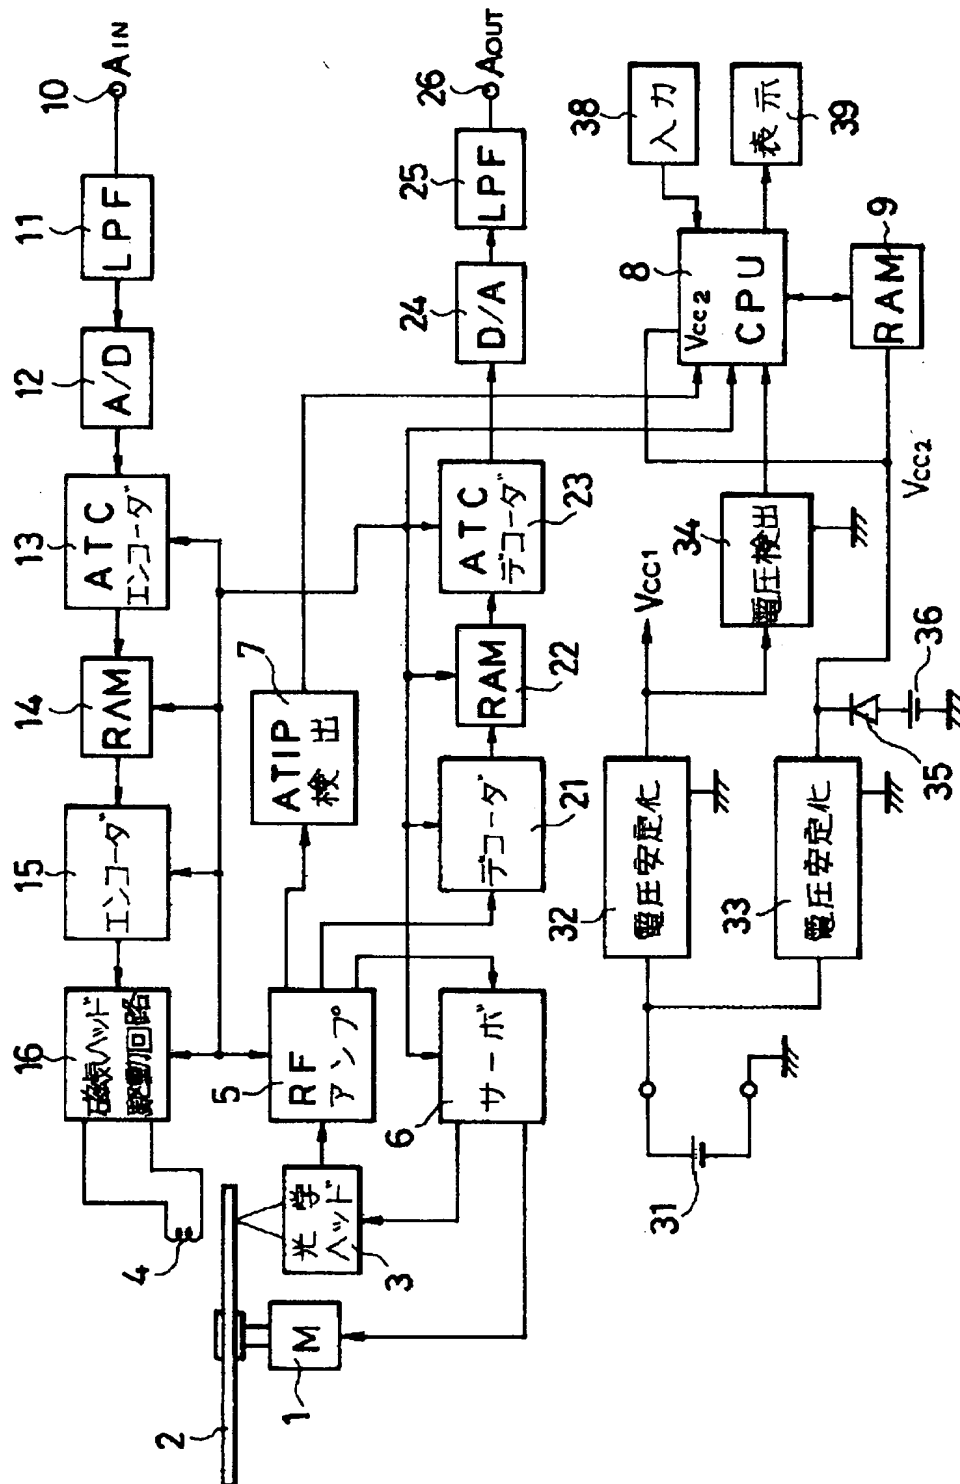 10
AIN
11
LPF
12
A/D
13
ATC
エンコーダ
14
RAM
15
エンコーダ
16
磁気ヘッド
駆動回路
4
2
1
M
3
光学
ヘッド
5
RF
アンプ
6
サーボ
7
ATIP
検出
21
デコーダ
22
RAM
23
ATC
デコーダ
24
D/A
25
LPF
26
AOUT
38
入力
39
表示
8
Vcc2
CPU
9
RAM
Vcc2
34
電圧検出
Vcc1
32
電圧安定化
33
電圧安定化
35
36
31